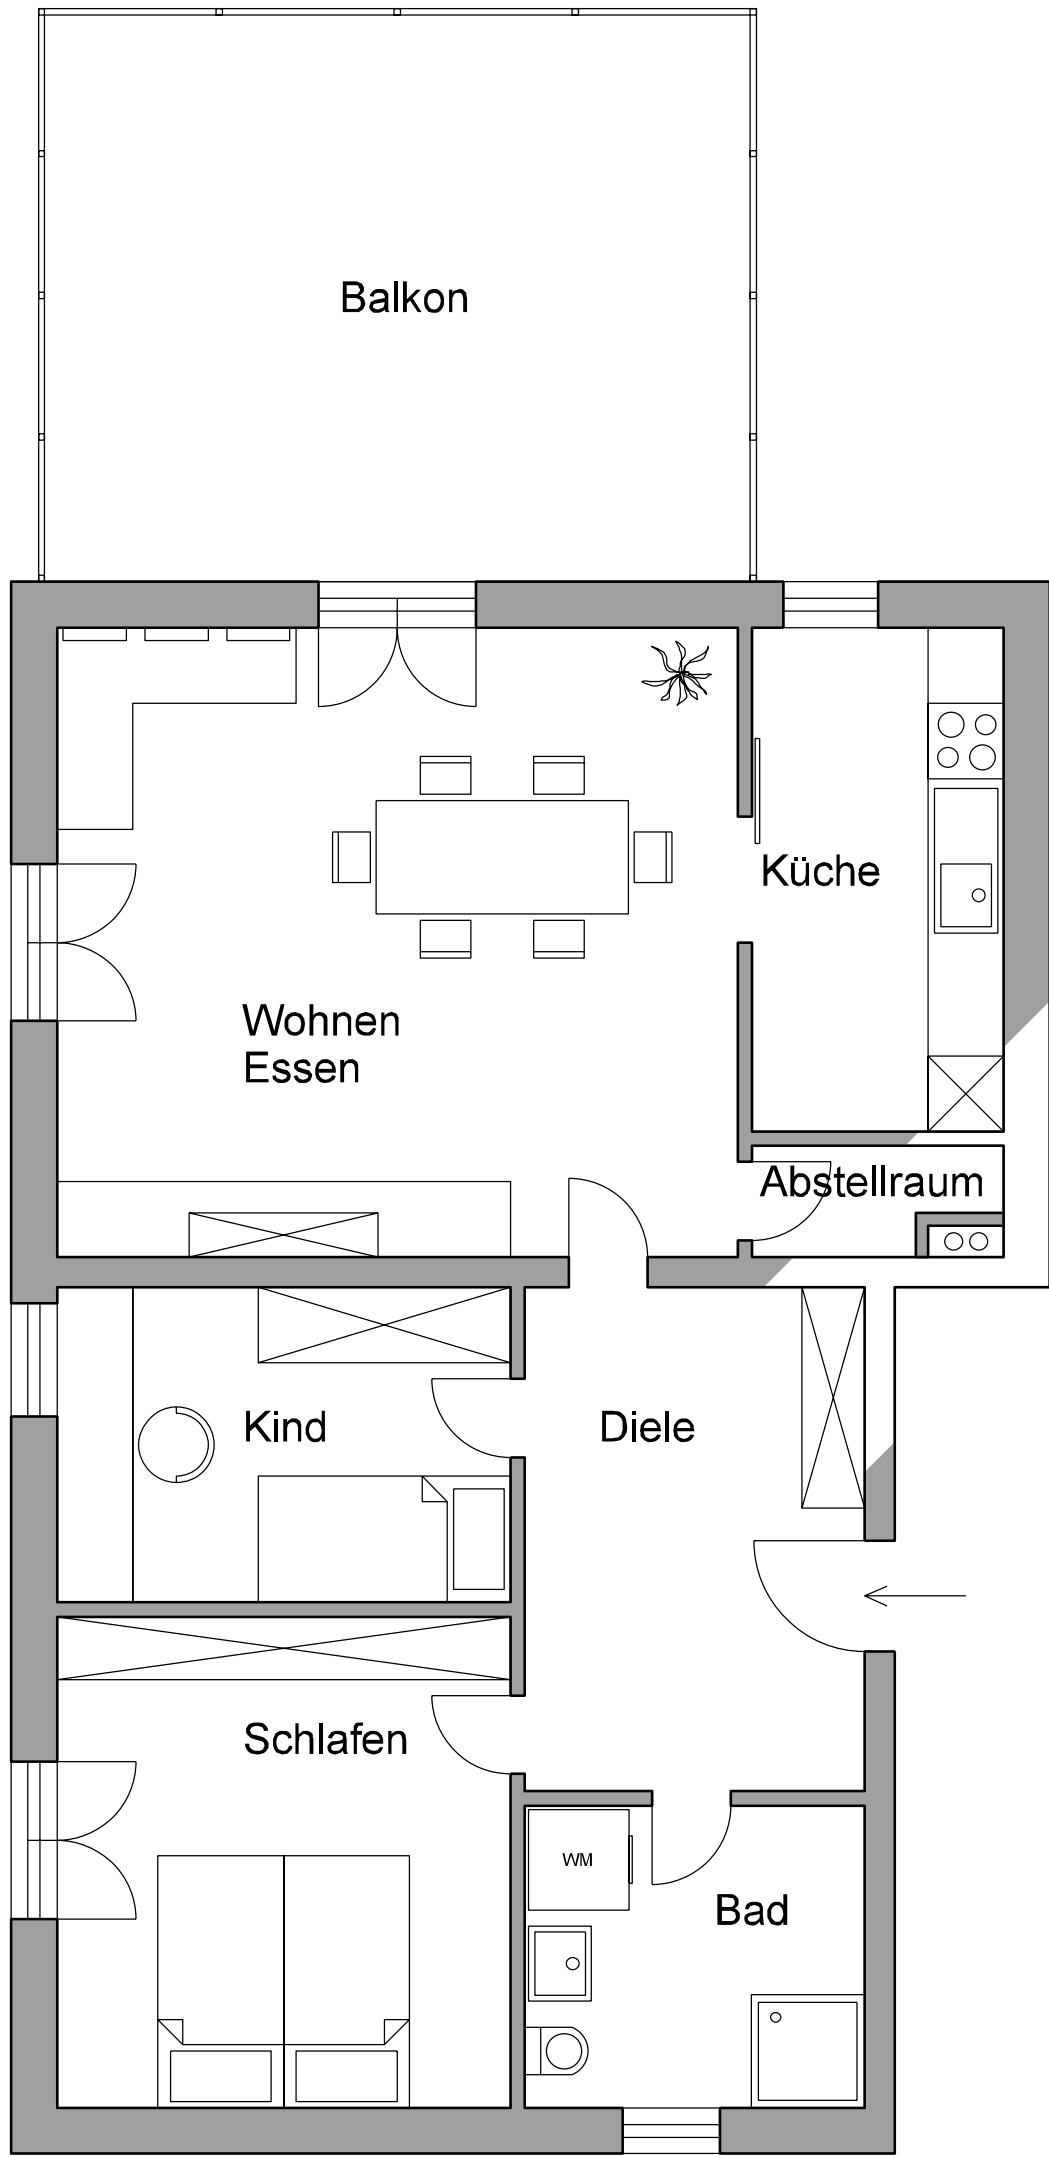 Balkon
Küche
Wohnen
Essen
Abstellraum
Kind
Diele
Schlafen
WM
Bad